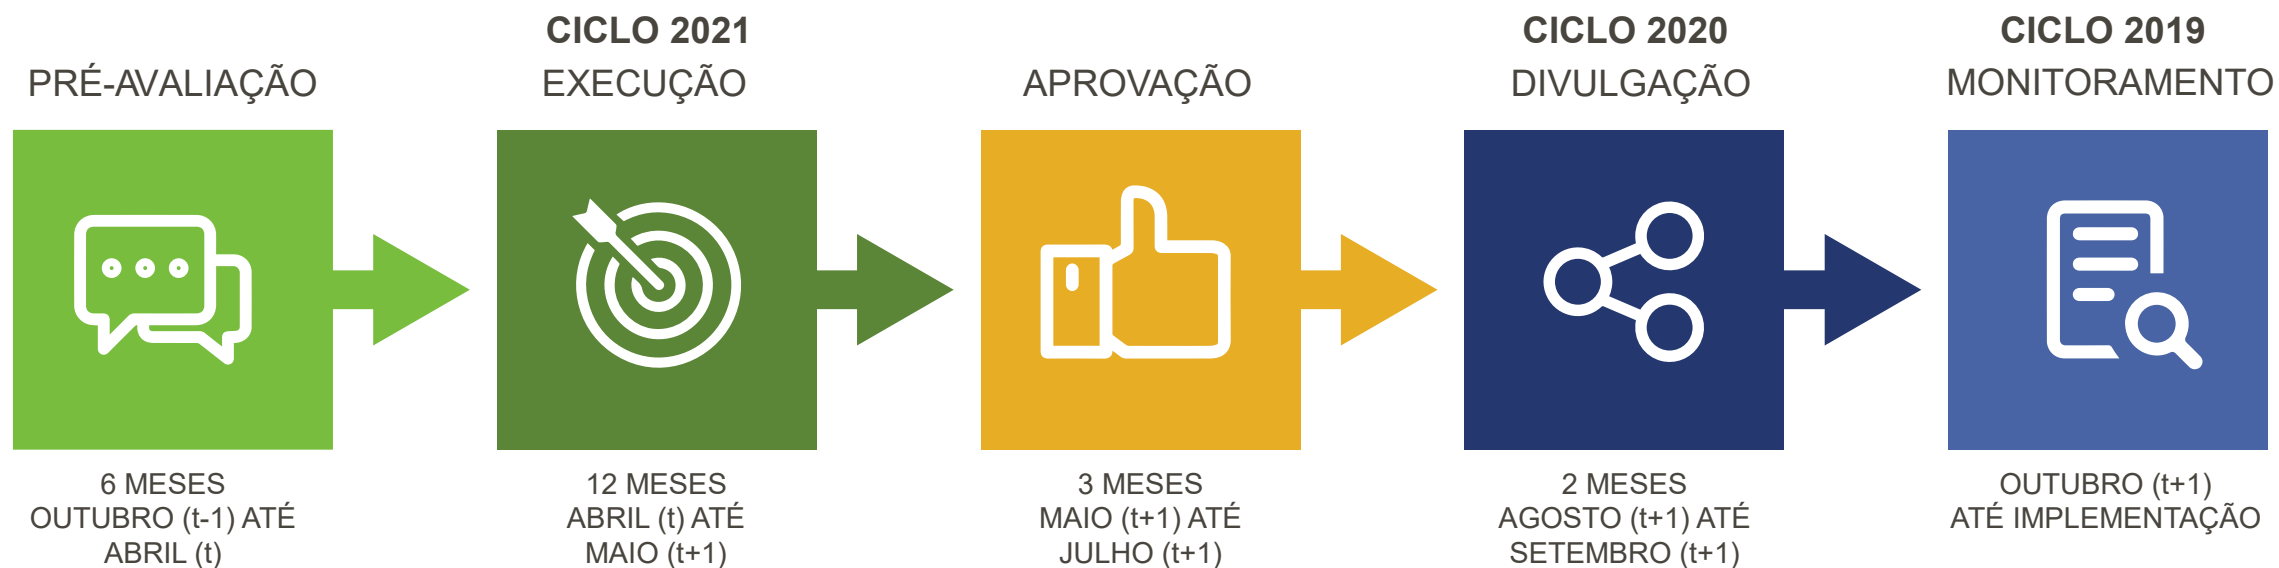 PRÉ-AVALIAÇÃO
6 MESES
OUTUBRO (t-1) ATÉ
ABRIL (t)
CICLO 2021
EXECUÇÃO
12 MESES
ABRIL (t) ATÉ
MAIO (t+1)
APROVAÇÃO
3 MESES
MAIO (t+1) ATÉ
JULHO (t+1)
CICLO 2020
DIVULGAÇÃO
2 MESES
AGOSTO (t+1) ATÉ
SETEMBRO (t+1)
CICLO 2019
MONITORAMENTO
OUTUBRO (t+1)
ATÉ IMPLEMENTAÇÃO